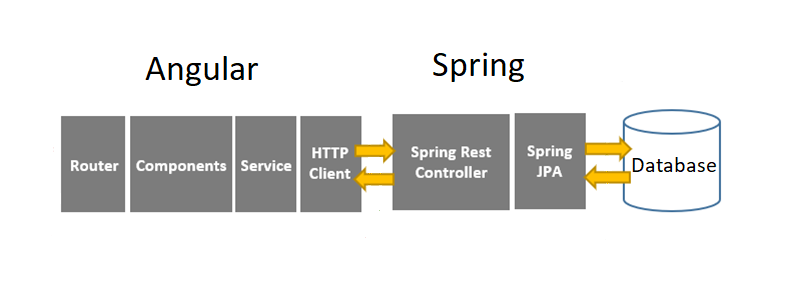 Angular
Spring
Router
Components
Service
HTTP
Client
Spring Rest
Controller
Spring
JPA
Database